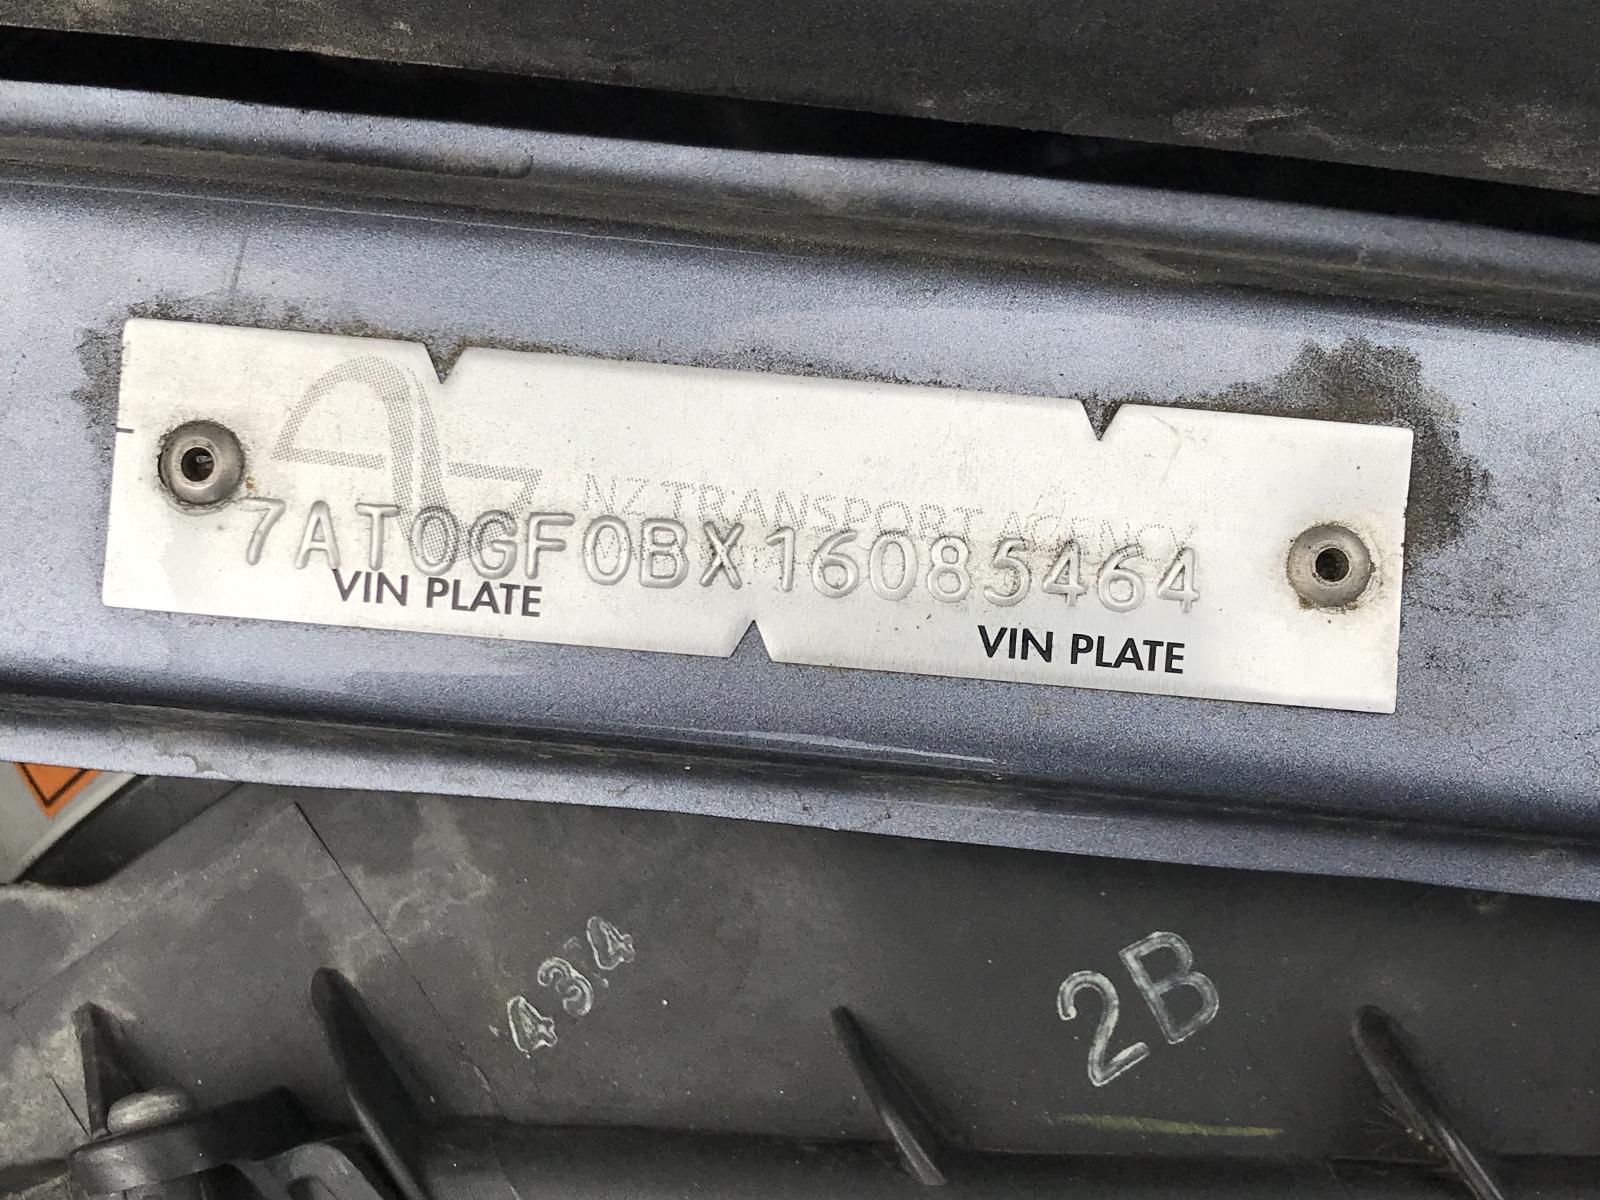 NZ TRANSPORT AGENCY
7AT0GF0BX16085464
VIN PLATE
VIN PLATE
434
2B